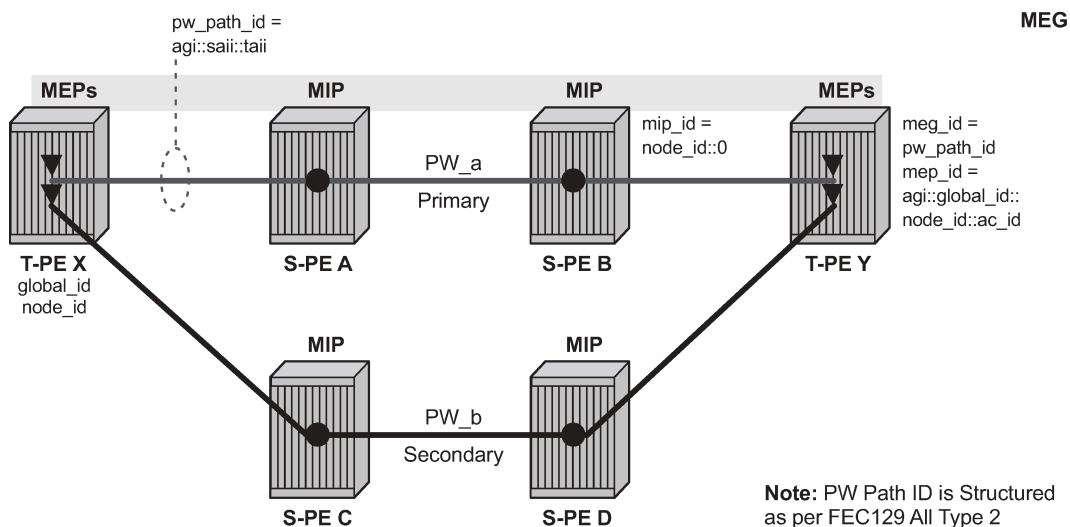 pw_path_id =
agi::saii::taii
MEG
MEPs
MIP
MIP
MEPs
mip_id =
node_id::0
meg_id =
pw_path_id
mep_id =
agi::global_id::
node_id::ac_id
PW_a
Primary
T-PE X
global_id
node_id
S-PE A
S-PE B
T-PE Y
MIP
MIP
PW_b
Secondary
S-PE C
S-PE D
Note: PW Path ID is Structured
as per FEC129 All Type 2